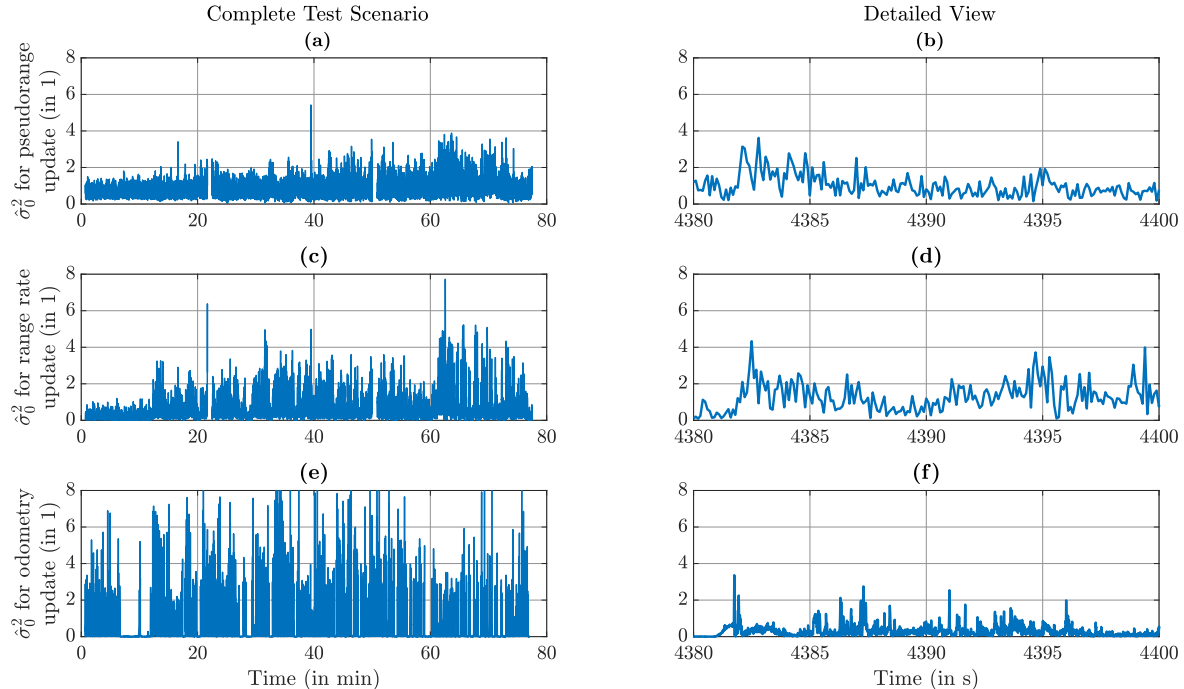 Complete Test Scenario
Detailed View
(a)
(b)
σ̂₀² for pseudorange
update (in 1)
8
6
4
2
0
0 20 40 60 80
8
6
4
2
0
4380 4385 4390 4395 4400
(c)
(d)
σ̂₀² for range rate
update (in 1)
8
6
4
2
0
0 20 40 60 80
8
6
4
2
0
4380 4385 4390 4395 4400
(e)
(f)
σ̂₀² for odometry
update (in 1)
8
6
4
2
0
0 20 40 60 80
Time (in min)
8
6
4
2
0
4380 4385 4390 4395 4400
Time (in s)